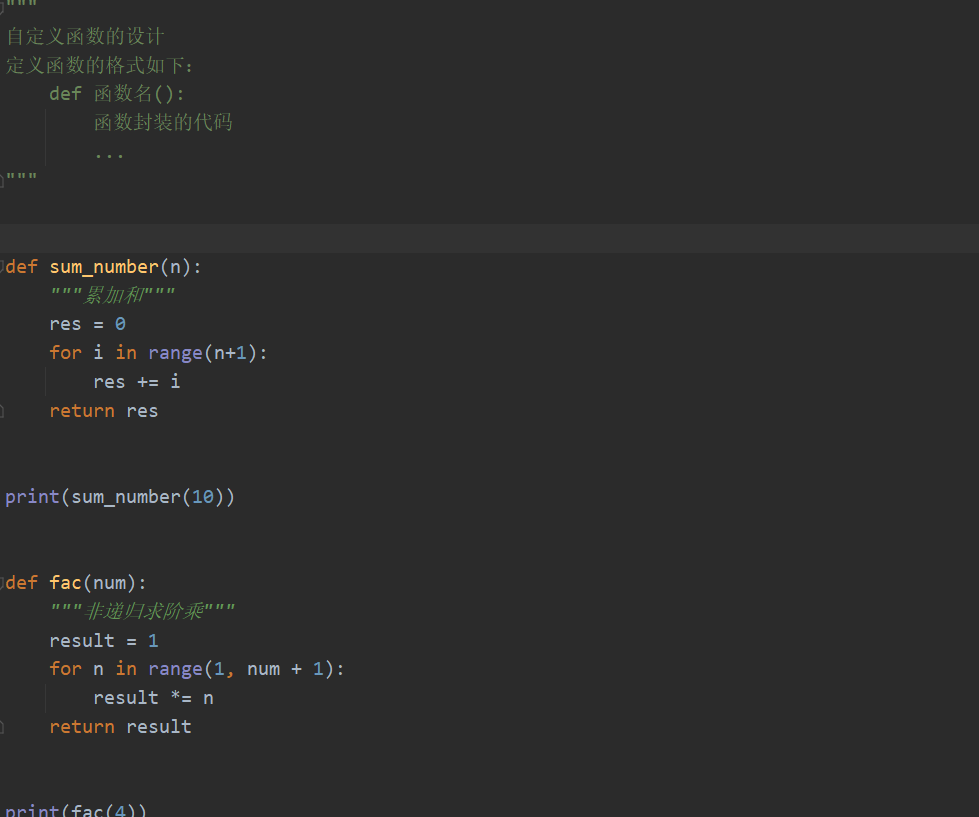 """
自定义函数的设计
定义函数的格式如下:
    def 函数名():
        函数封装的代码
        ...
"""
def sum_number(n):
    """累加和"""
    res = 0
    for i in range(n+1):
        res += i
    return res
print(sum_number(10))
def fac(num):
    """非递归求阶乘"""
    result = 1
    for n in range(1, num + 1):
        result *= n
    return result
print(fac(4))